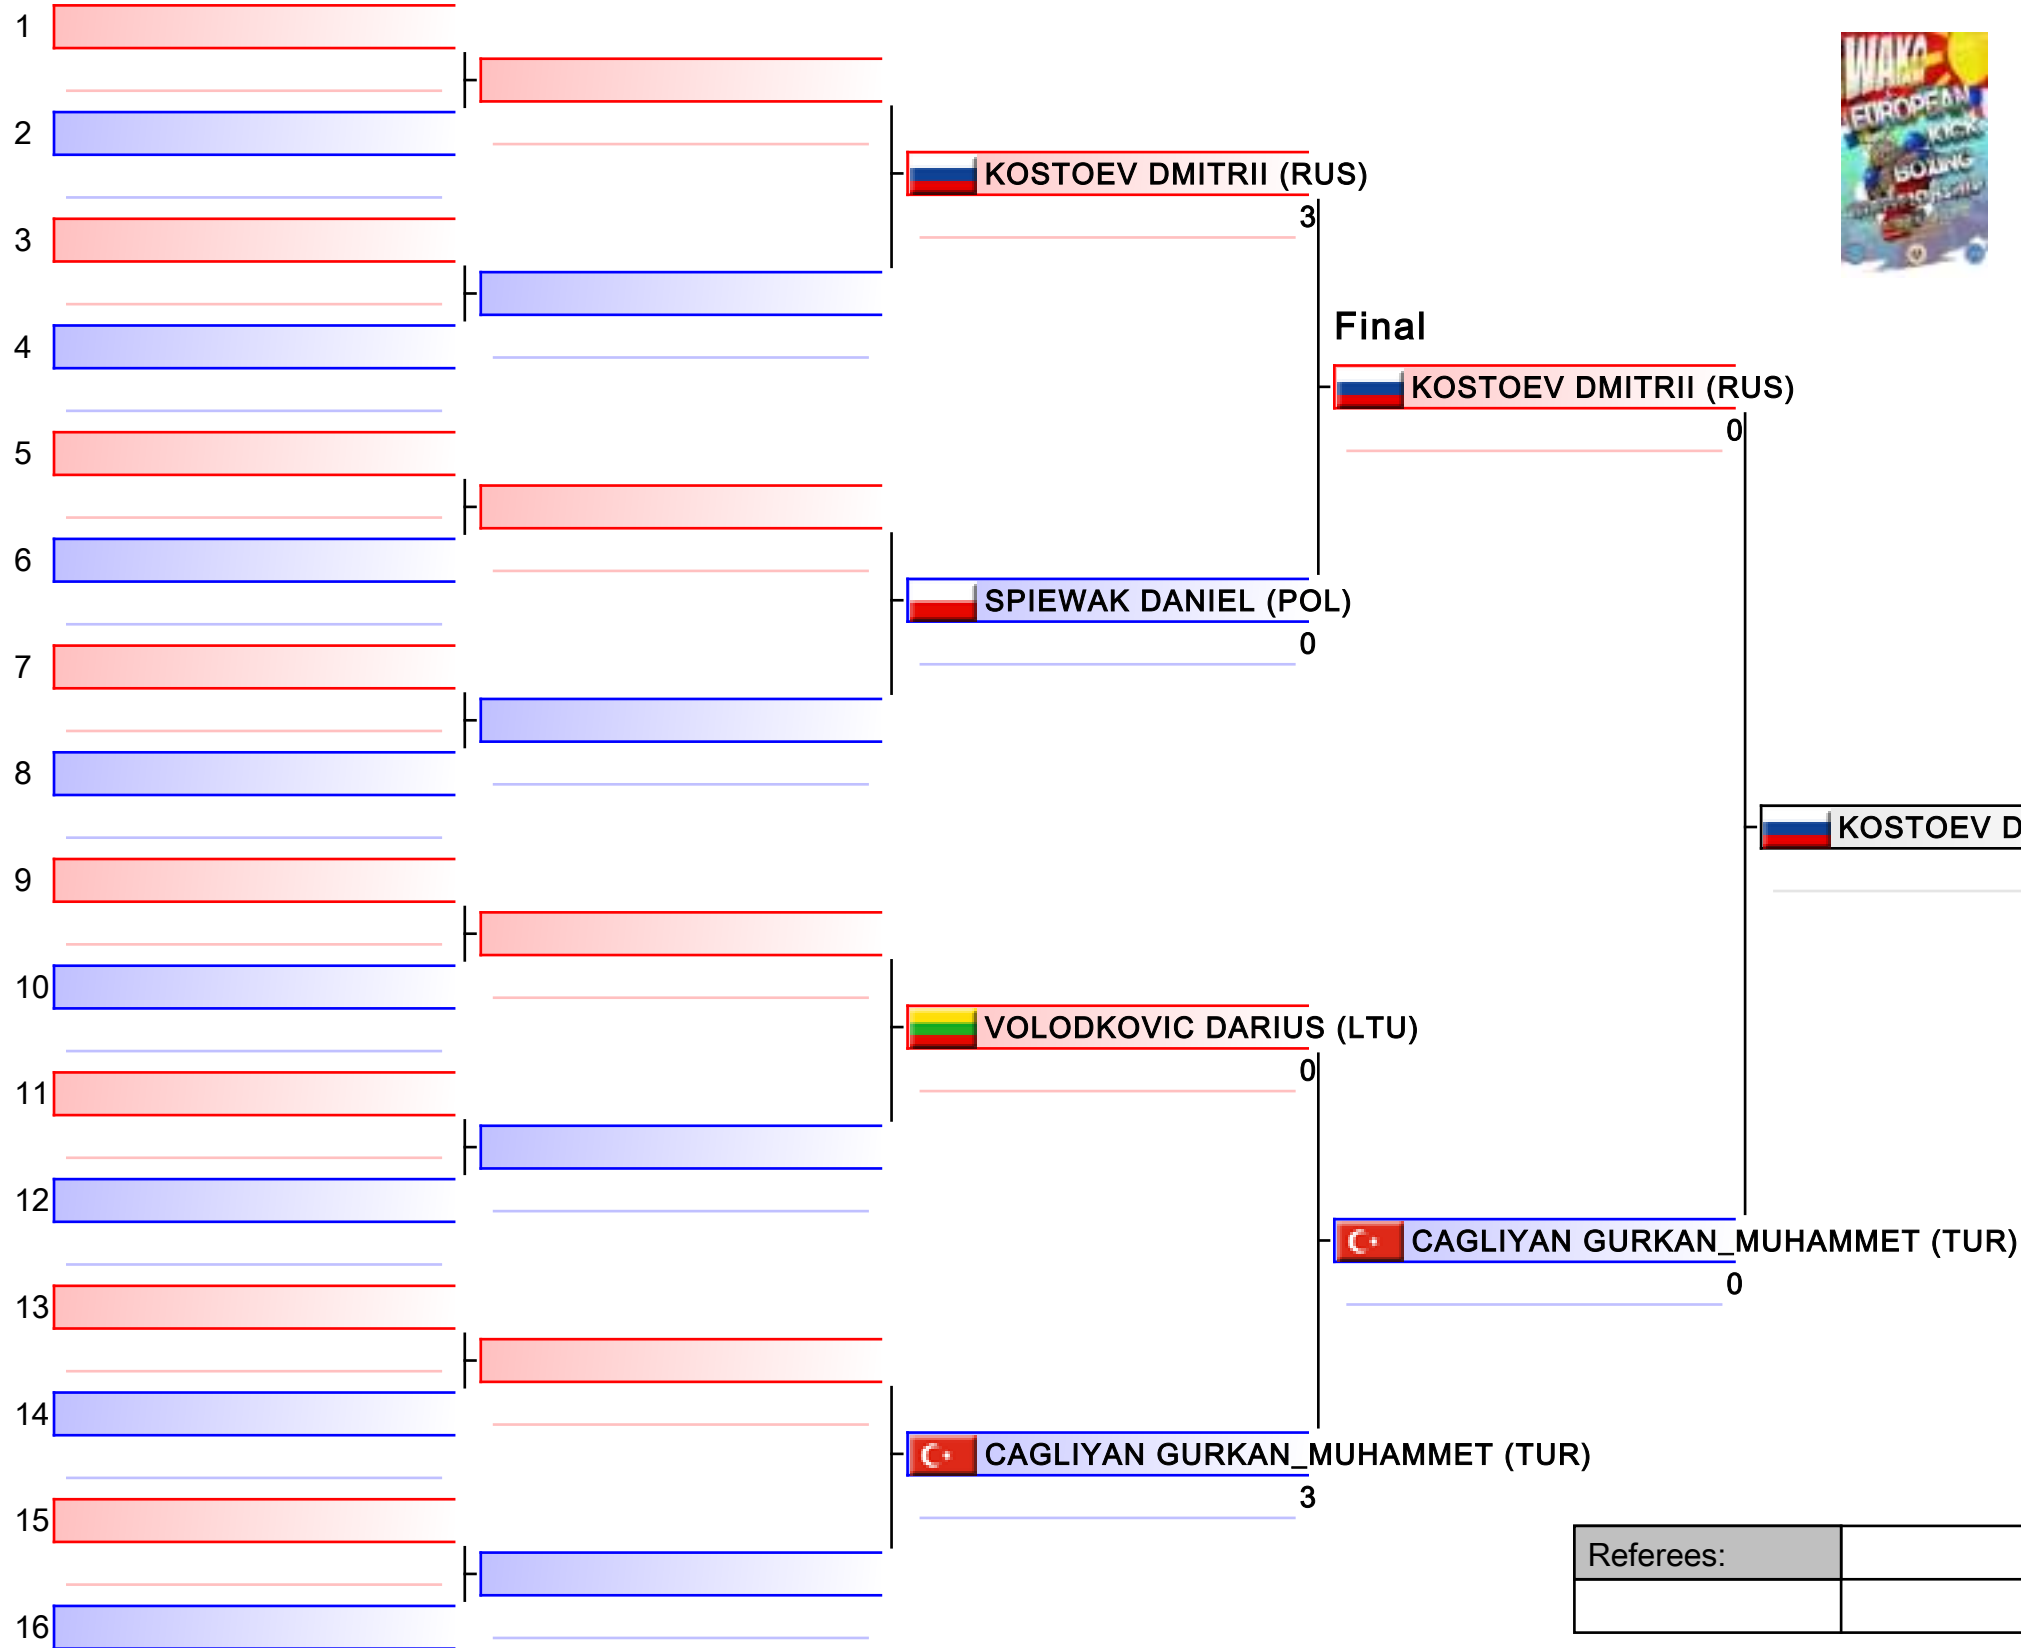 1
2
3
4
5
6
7
8
9
10
11
12
13
14
15
16
KOSTOEV DMITRII (RUS)
3
SPIEWAK DANIEL (POL)
0
VOLODKOVIC DARIUS (LTU)
0
CAGLIYAN GURKAN_MUHAMMET (TUR)
3
Final
KOSTOEV DMITRII (RUS)
0
CAGLIYAN GURKAN_MUHAMMET (TUR)
0
KOSTOEV D
WAKO
EUROPEAN
KICK
BOXING
Referees: